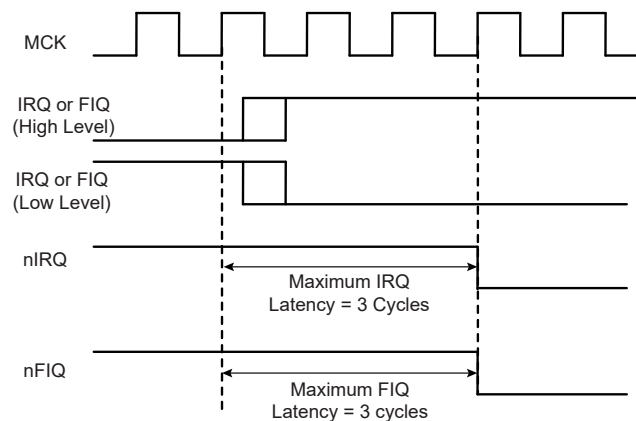 MCK
IRQ or FIQ
(High Level)
IRQ or FIQ
(Low Level)
nIRQ
Maximum IRQ
Latency = 3 Cycles
nFIQ
Maximum FIQ
Latency = 3 cycles